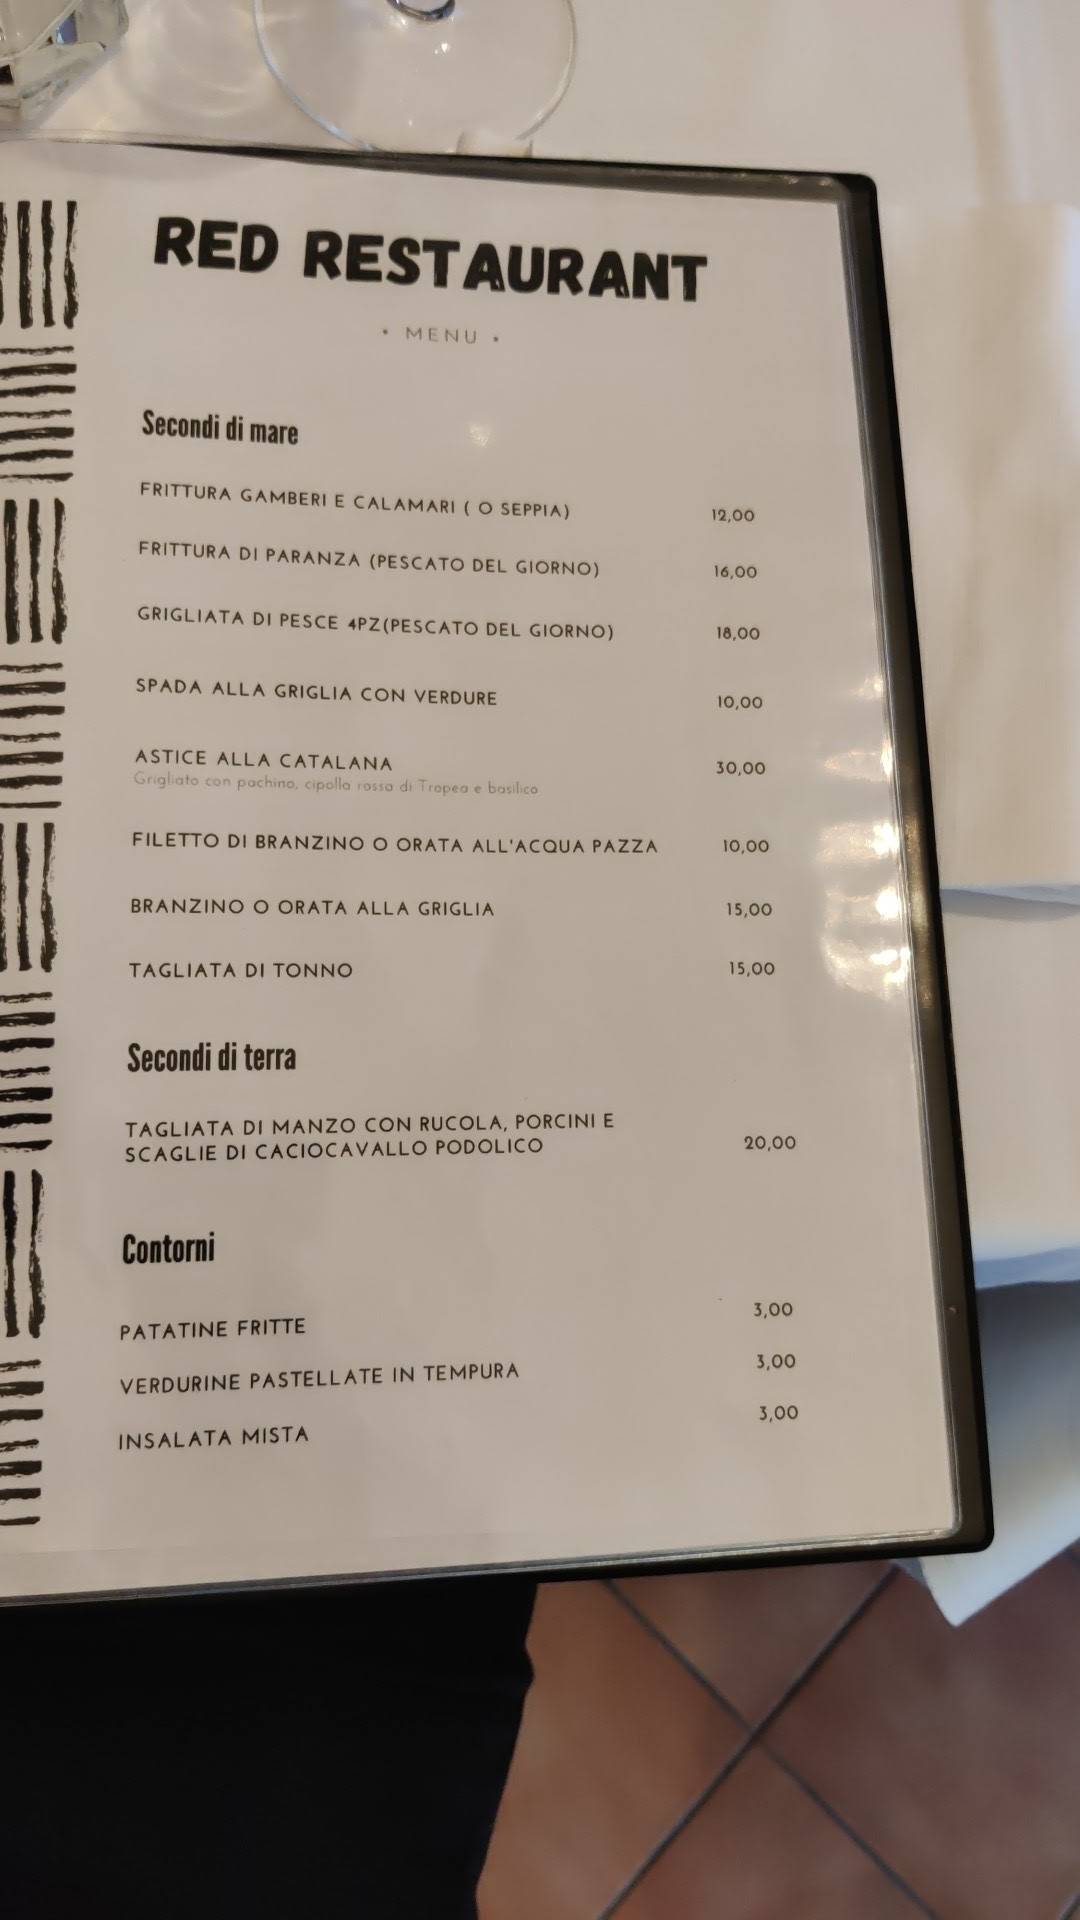 RED RESTAURANT
• MENU •
Secondi di mare
FRITTURA GAMBERI E CALAMARI ( O SEPPIA) 12,00
FRITTURA DI PARANZA (PESCATO DEL GIORNO) 16,00
GRIGLIATA DI PESCE 4PZ(PESCATO DEL GIORNO) 18,00
SPADA ALLA GRIGLIA CON VERDURE 10,00
ASTICE ALLA CATALANA 30,00
Grigliato con pachino, cipolla rossa di Tropea e basilico
FILETTO DI BRANZINO O ORATA ALL'ACQUA PAZZA 10,00
BRANZINO O ORATA ALLA GRIGLIA 15,00
TAGLIATA DI TONNO 15,00
Secondi di terra
TAGLIATA DI MANZO CON RUCOLA, PORCINI E
SCAGLIE DI CACIOCAVALLO PODOLICO 20,00
Contorni
PATATINE FRITTE 3,00
VERDURINE PASTELLATE IN TEMPURA 3,00
INSALATA MISTA 3,00